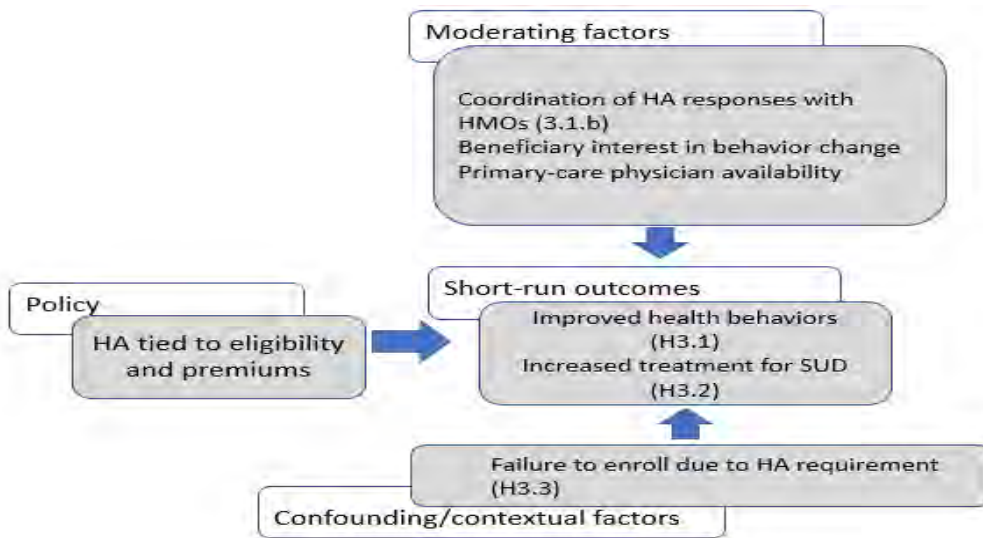 Moderating factors
Coordination of HA responses with
HMOs (3.1.b)
Beneficiary interest in behavior change
Primary-care physician availability
Policy
HA tied to eligibility
and premiums
Short-run outcomes
Improved health behaviors
(H3.1)
Increased treatment for SUD
(H3.2)
Failure to enroll due to HA requirement
(H3.3)
Confounding/contextual factors